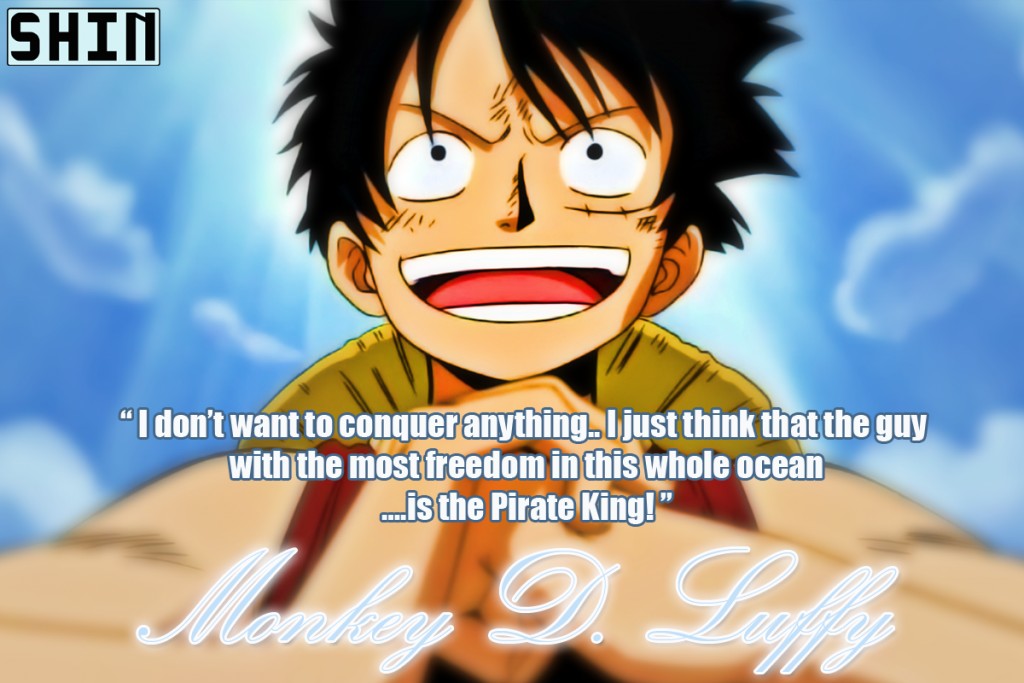 SHIN
“ I don’t want to conquer anything.. I just think that the guy
with the most freedom in this whole ocean
....is the Pirate King! ”
Monkey D. Luffy